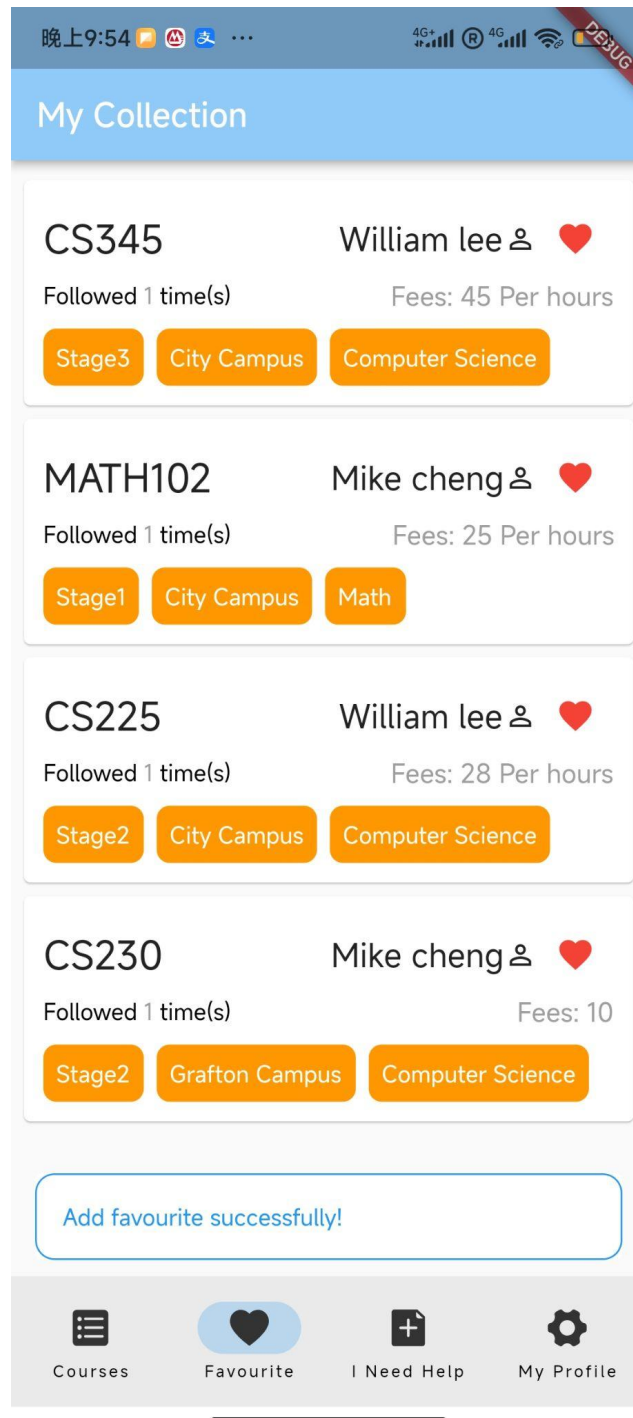 晚上9:54 ··· 4G+ R 4G
DEBUG
My Collection
CS345 William lee
Followed 1 time(s) Fees: 45 Per hours
Stage3 City Campus Computer Science
MATH102 Mike cheng
Followed 1 time(s) Fees: 25 Per hours
Stage1 City Campus Math
CS225 William lee
Followed 1 time(s) Fees: 28 Per hours
Stage2 City Campus Computer Science
CS230 Mike cheng
Followed 1 time(s) Fees: 10
Stage2 Grafton Campus Computer Science
Add favourite successfully!
Courses Favourite I Need Help My Profile